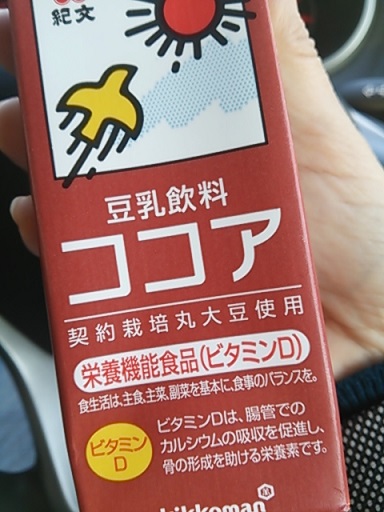 紀文
豆乳飲料
ココア
契約栽培丸大豆使用
栄養機能食品(ビタミンD)
食生活は、主食、主菜、副菜を基本に、食事のバランスを。
ビタミン
D
ビタミンDは、腸管での
カルシウムの吸収を促進し、
骨の形成を助ける栄養素です。
kikkoman